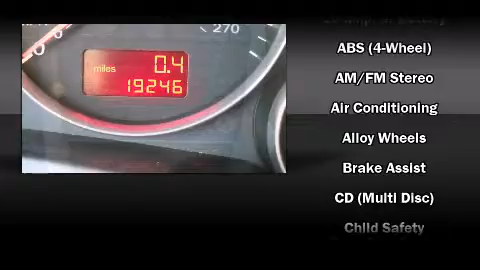 270
miles 0.4
19246
ABS (4-Wheel)
AM/FM Stereo
Air Conditioning
Alloy Wheels
Brake Assist
CD (Multi Disc)
Child Safety